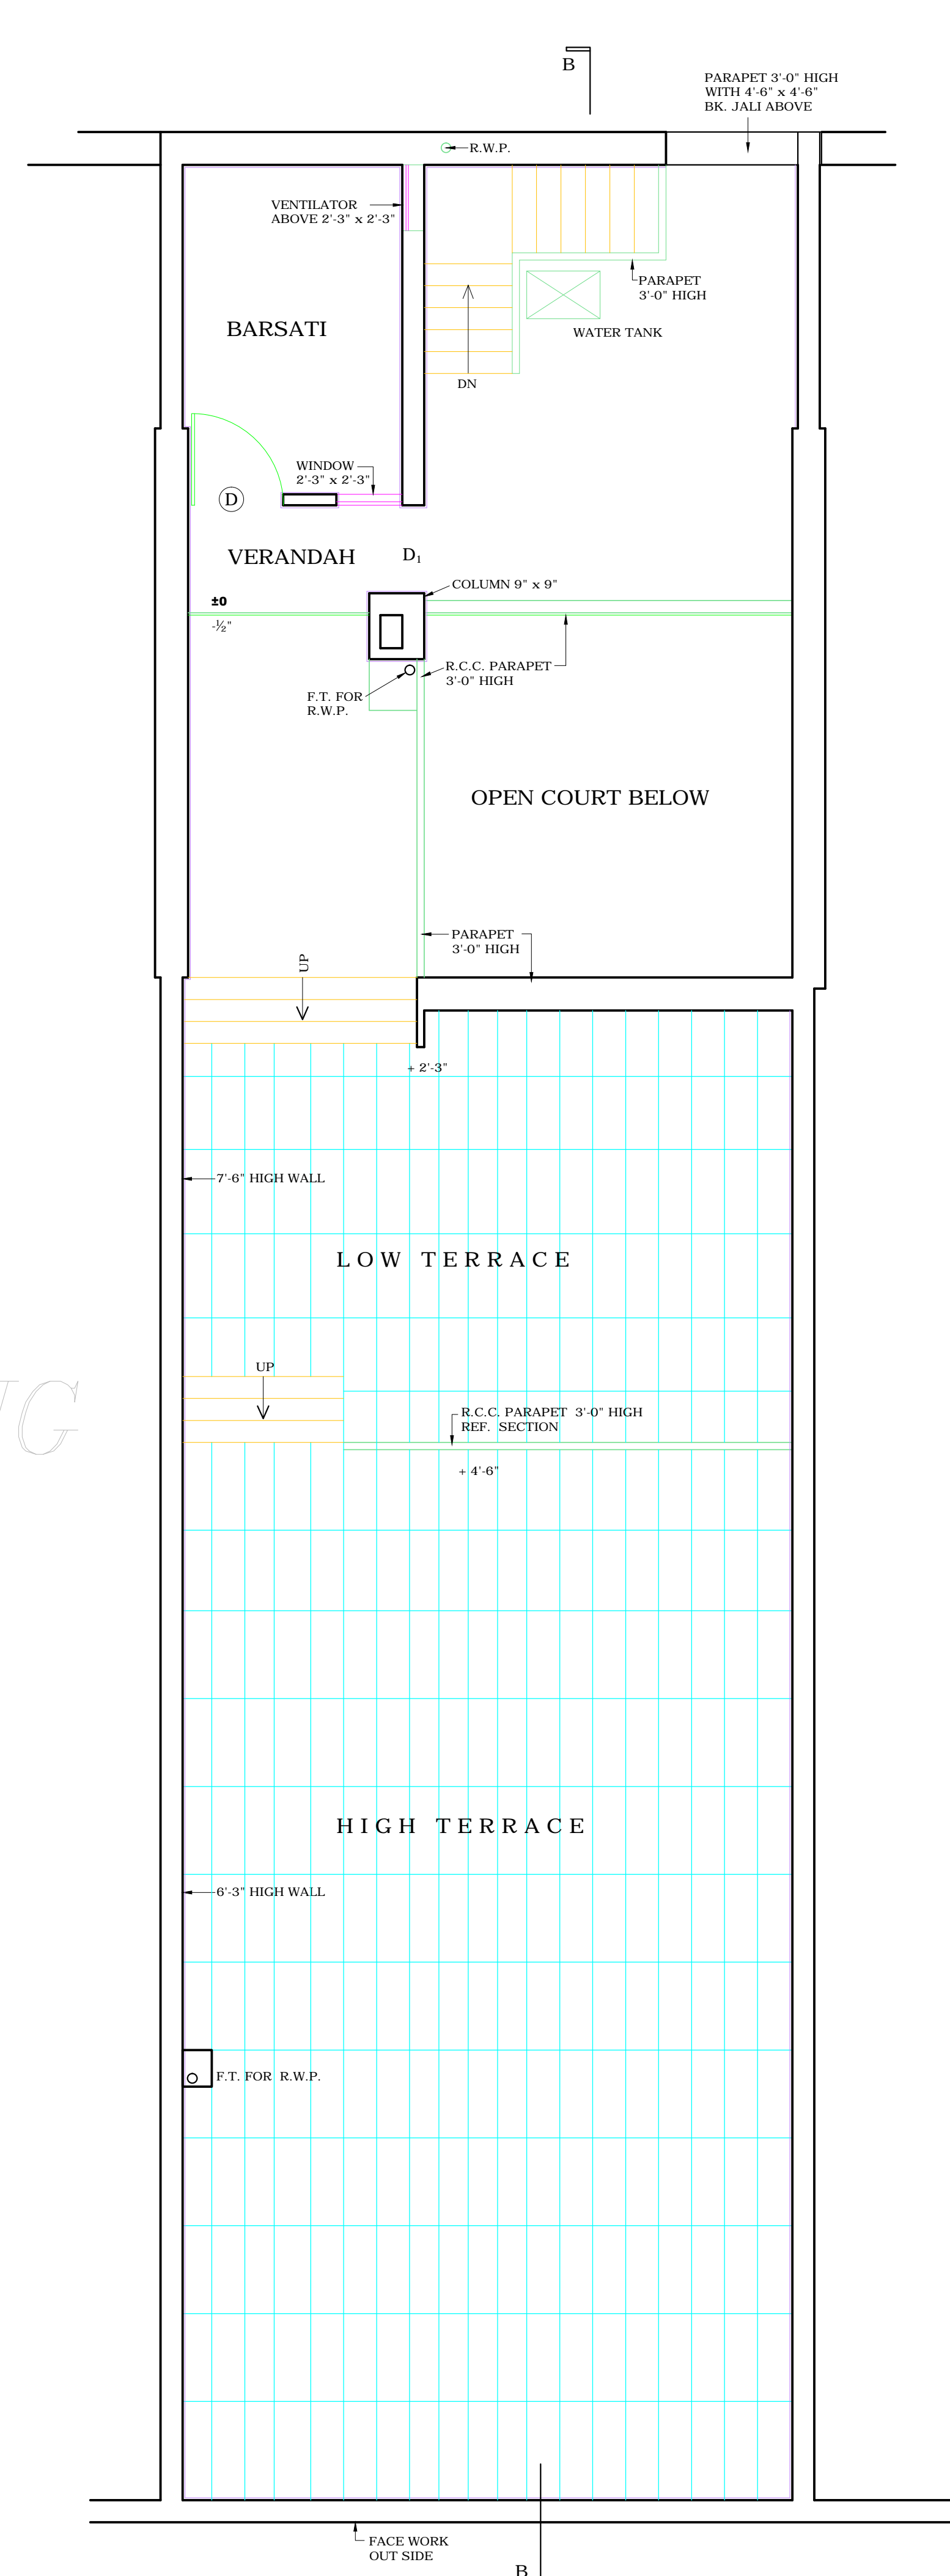 B
PARAPET 3'-0" HIGH
WITH 4'-6" x 4'-6"
BK. JALI ABOVE
R.W.P.
VENTILATOR
ABOVE 2'-3" x 2'-3"
PARAPET
3'-0" HIGH
BARSATI
WATER TANK
DN
WINDOW
2'-3" x 2'-3"
D
VERANDAH
D1
COLUMN 9" x 9"
±0
-½"
R.C.C. PARAPET
3'-0" HIGH
F.T. FOR
R.W.P.
OPEN COURT BELOW
PARAPET
3'-0" HIGH
UP
+ 2'-3"
7'-6" HIGH WALL
LOW TERRACE
UP
R.C.C. PARAPET 3'-0" HIGH
REF. SECTION
G
+ 4'-6"
HIGH TERRACE
6'-3" HIGH WALL
F.T. FOR R.W.P.
FACE WORK
OUT SIDE
B